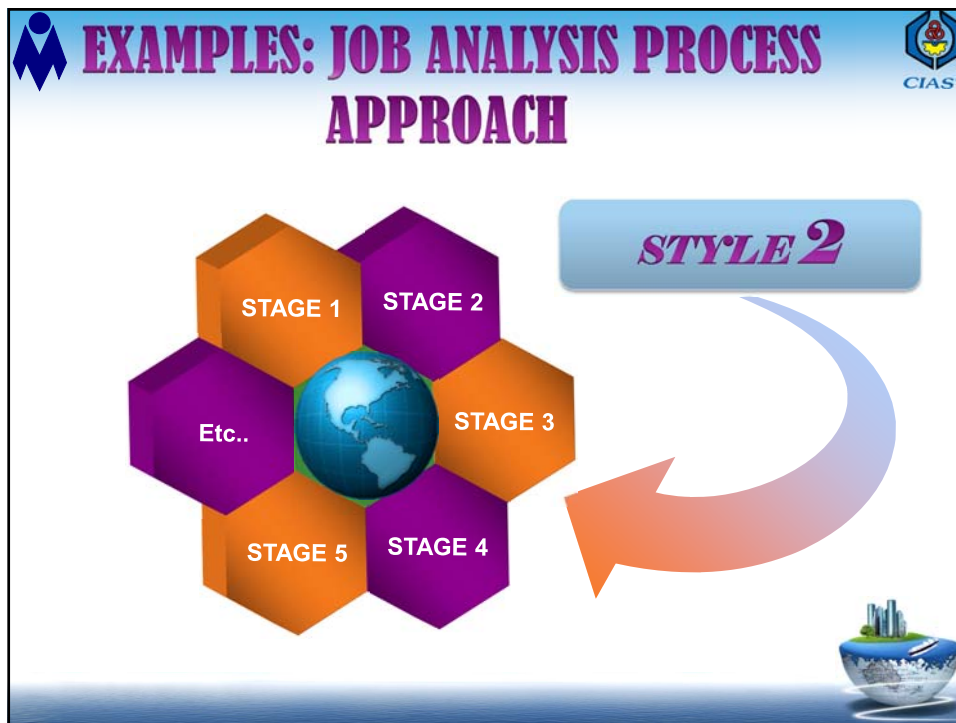 EXAMPLES: JOB ANALYSIS PROCESS
APPROACH
CIAST
STYLE 2
STAGE 1
STAGE 2
STAGE 3
Etc..
STAGE 4
STAGE 5